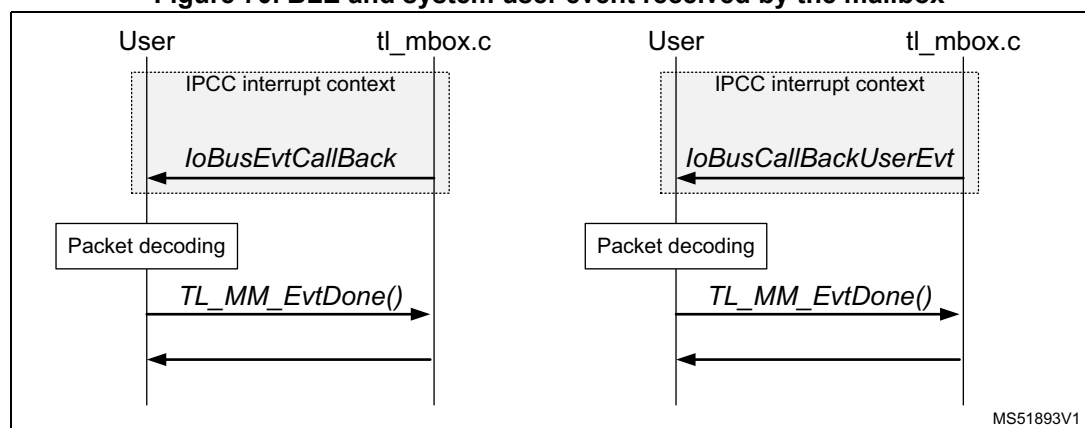 Figure BLE and system user event received by the mailbox
User tl_mbox.c User tl_mbox.c
IPCC interrupt context IPCC interrupt context
IoBusEvtCallBack IoBusCallBackUserEvt
Packet decoding Packet decoding
TL_MM_EvtDone() TL_MM_EvtDone()
MS51893V1